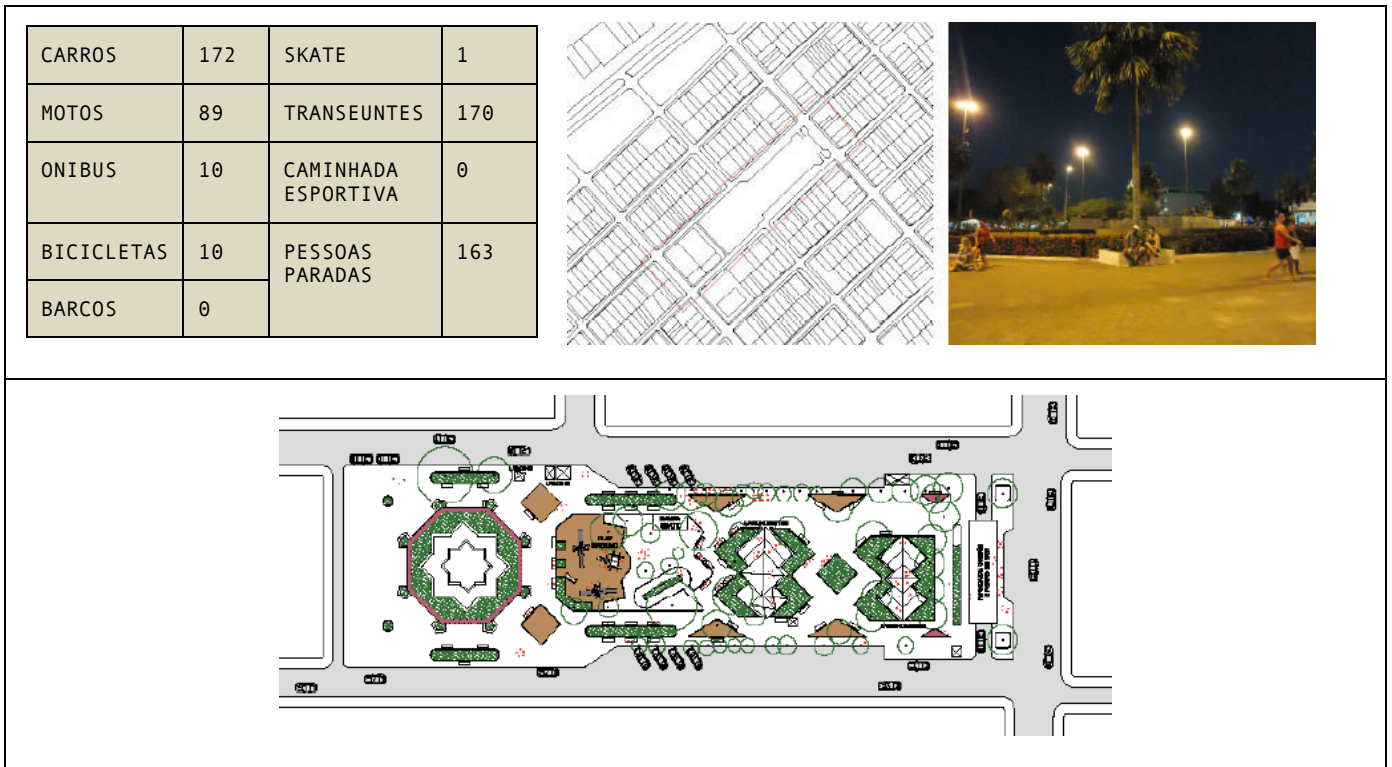 CARROS 172 SKATE 1
MOTOS 89 TRANSEUNTES 170
ONIBUS 10 CAMINHADA ESPORTIVA 0
BICICLETAS 10 PESSOAS PARADAS 163
BARCOS 0